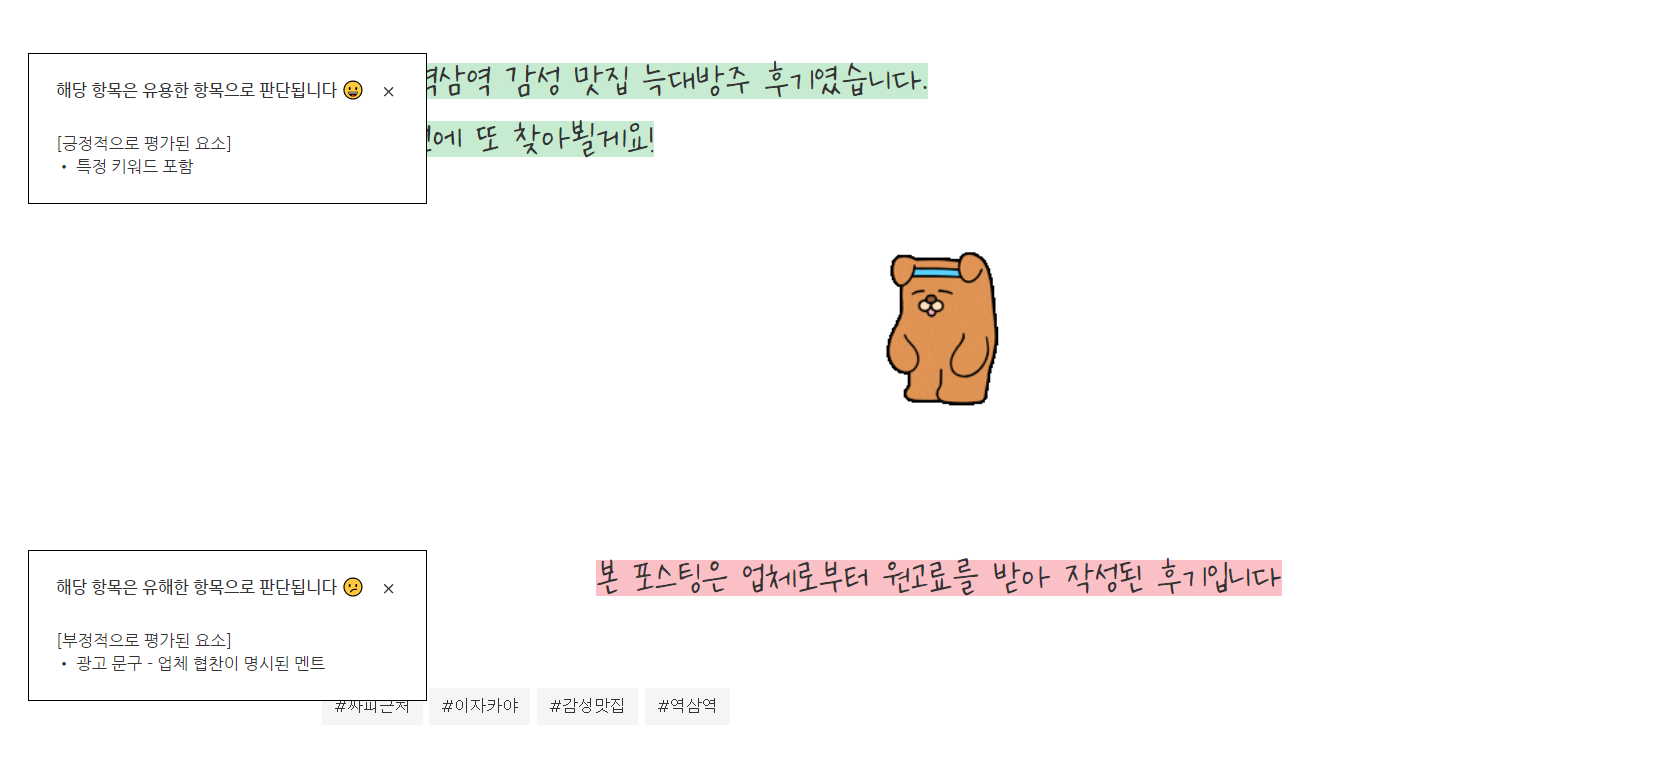 해당 항목은 유용한 항목으로 판단됩니다 ×
[긍정적으로 평가된 요소]
• 특정 키워드 포함
역삼역 감성 맛집 늑대방주 후기였습니다.
에 또 찾아뵐게요!
해당 항목은 유해한 항목으로 판단됩니다 ×
[부정적으로 평가된 요소]
• 광고 문구 - 업체 협찬이 명시된 멘트
본 포스팅은 업체로부터 원고료를 받아 작성된 후기입니다
#이자카야 #감성맛집 #역삼역